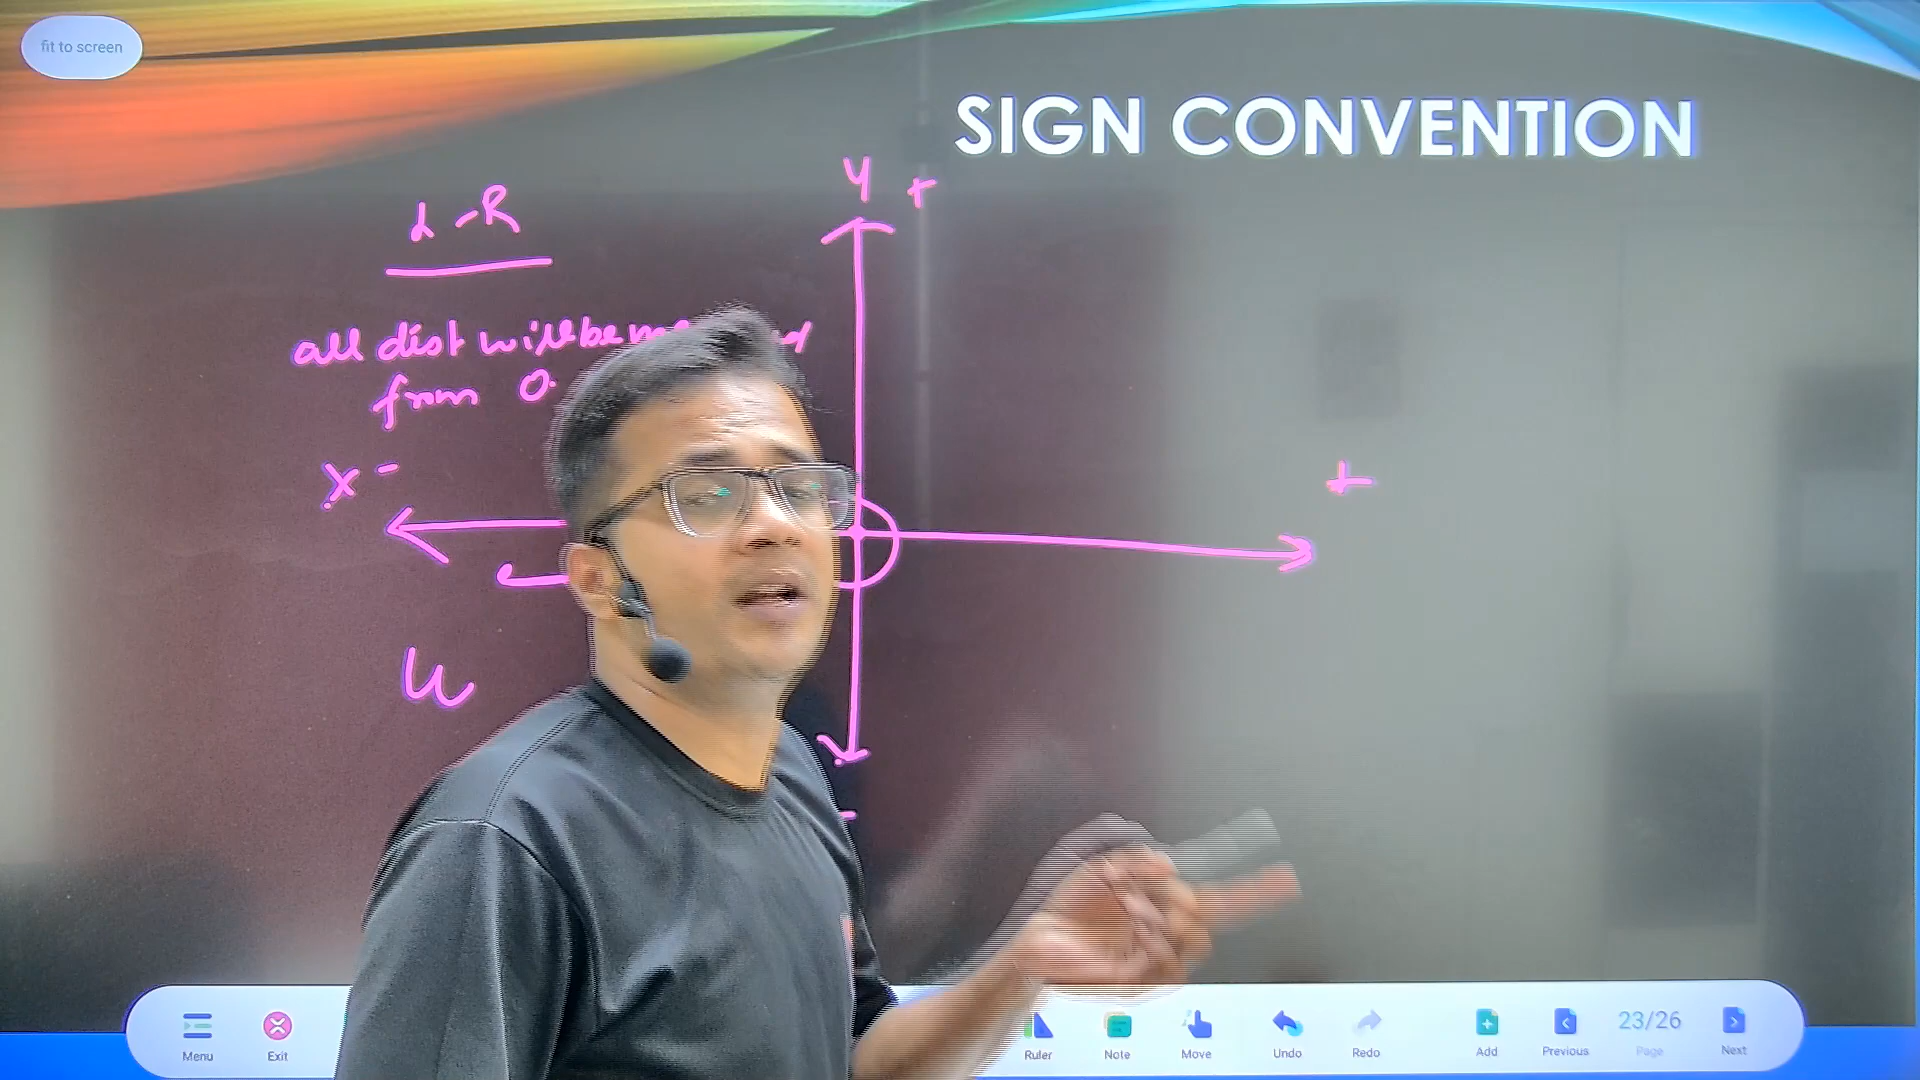 fit to screen
SIGN CONVENTION
Y +
L-R
all dist will be
from O.
X -
+
u
-
Menu Exit Ruler Note Move Undo Redo Add Previous 23/26 Page Next